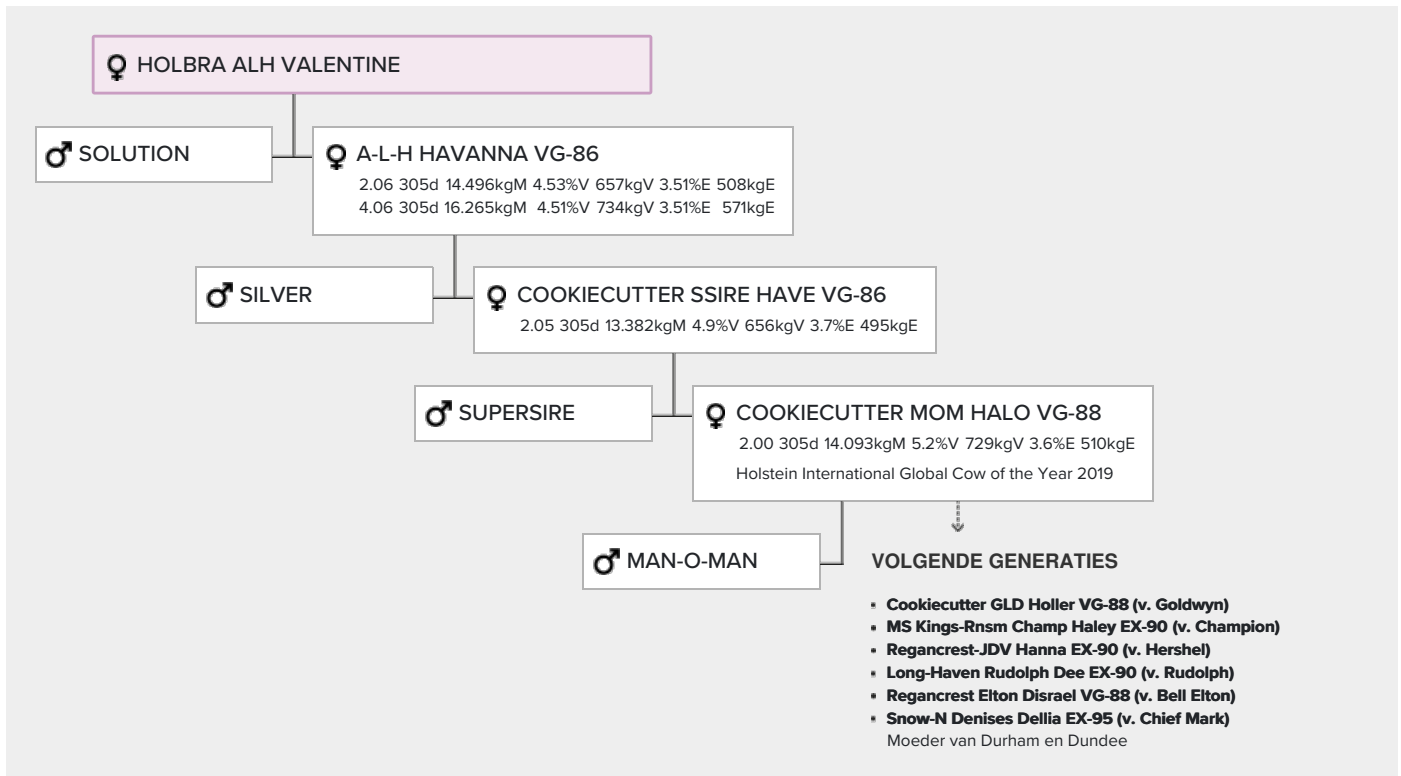 HOLBRA ALH VALENTINE
SOLUTION
A-L-H HAVANNA VG-86
2.06 305d 14.496kgM 4.53%V 657kgV 3.51%E 508kgE
4.06 305d 16.265kgM 4.51%V 734kgV 3.51%E 571kgE
SILVER
COOKIECUTTER SSIRE HAVE VG-86
2.05 305d 13.382kgM 4.9%V 656kgV 3.7%E 495kgE
SUPERSIRE
COOKIECUTTER MOM HALO VG-88
2.00 305d 14.093kgM 5.2%V 729kgV 3.6%E 510kgE
Holstein International Global Cow of the Year 2019
MAN-O-MAN
VOLGENDE GENERATIES
Cookiecutter GLD Holler VG-88 (v. Goldwyn)
MS Kings-Rnsm Champ Haley EX-90 (v. Champion)
Regancrest-JDV Hanna EX-90 (v. Hershel)
Long-Haven Rudolph Dee EX-90 (v. Rudolph)
Regancrest Elton Disrael VG-88 (v. Bell Elton)
Snow-N Denises Dellia EX-95 (v. Chief Mark)
Moeder van Durham en Dundee